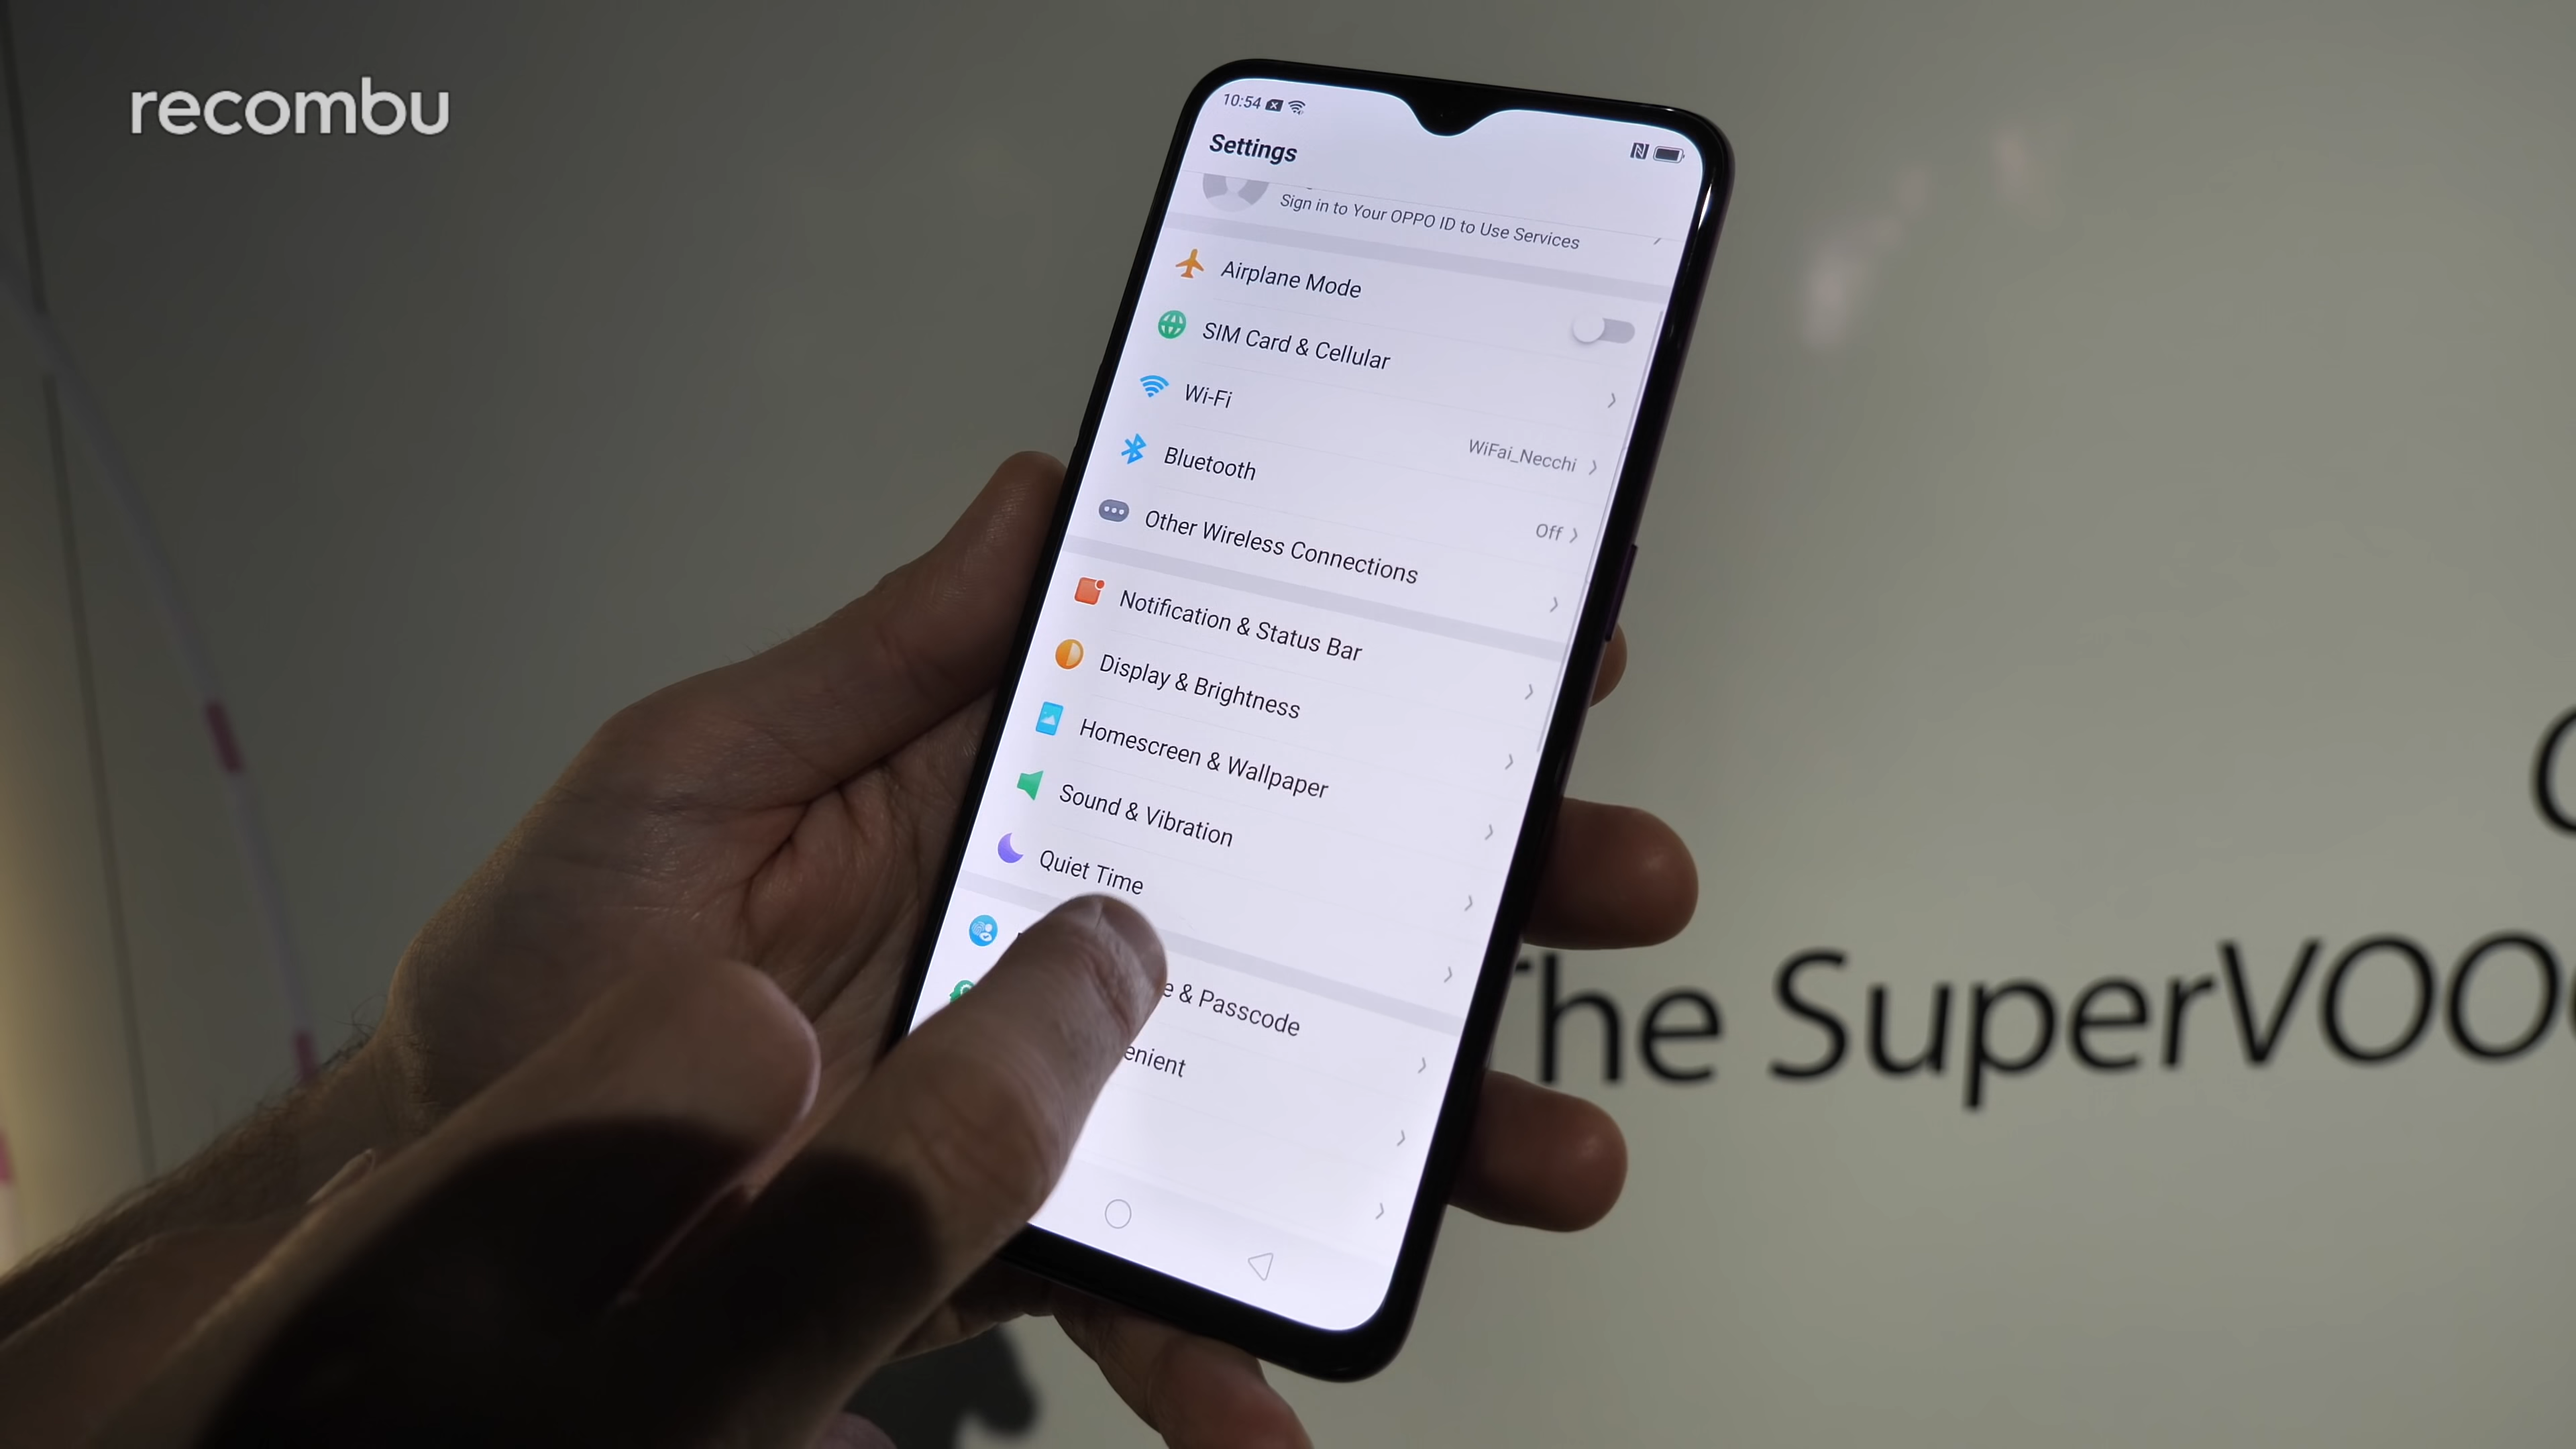 recombu
10:54
Settings
Sign in to Your OPPO ID to Use Services
Airplane Mode
SIM Card & Cellular
Wi-Fi
WiFai_Necchi
Bluetooth
Off
Other Wireless Connections
Notification & Status Bar
Display & Brightness
Homescreen & Wallpaper
Sound & Vibration
Quiet Time
& Passcode
The SuperVOO